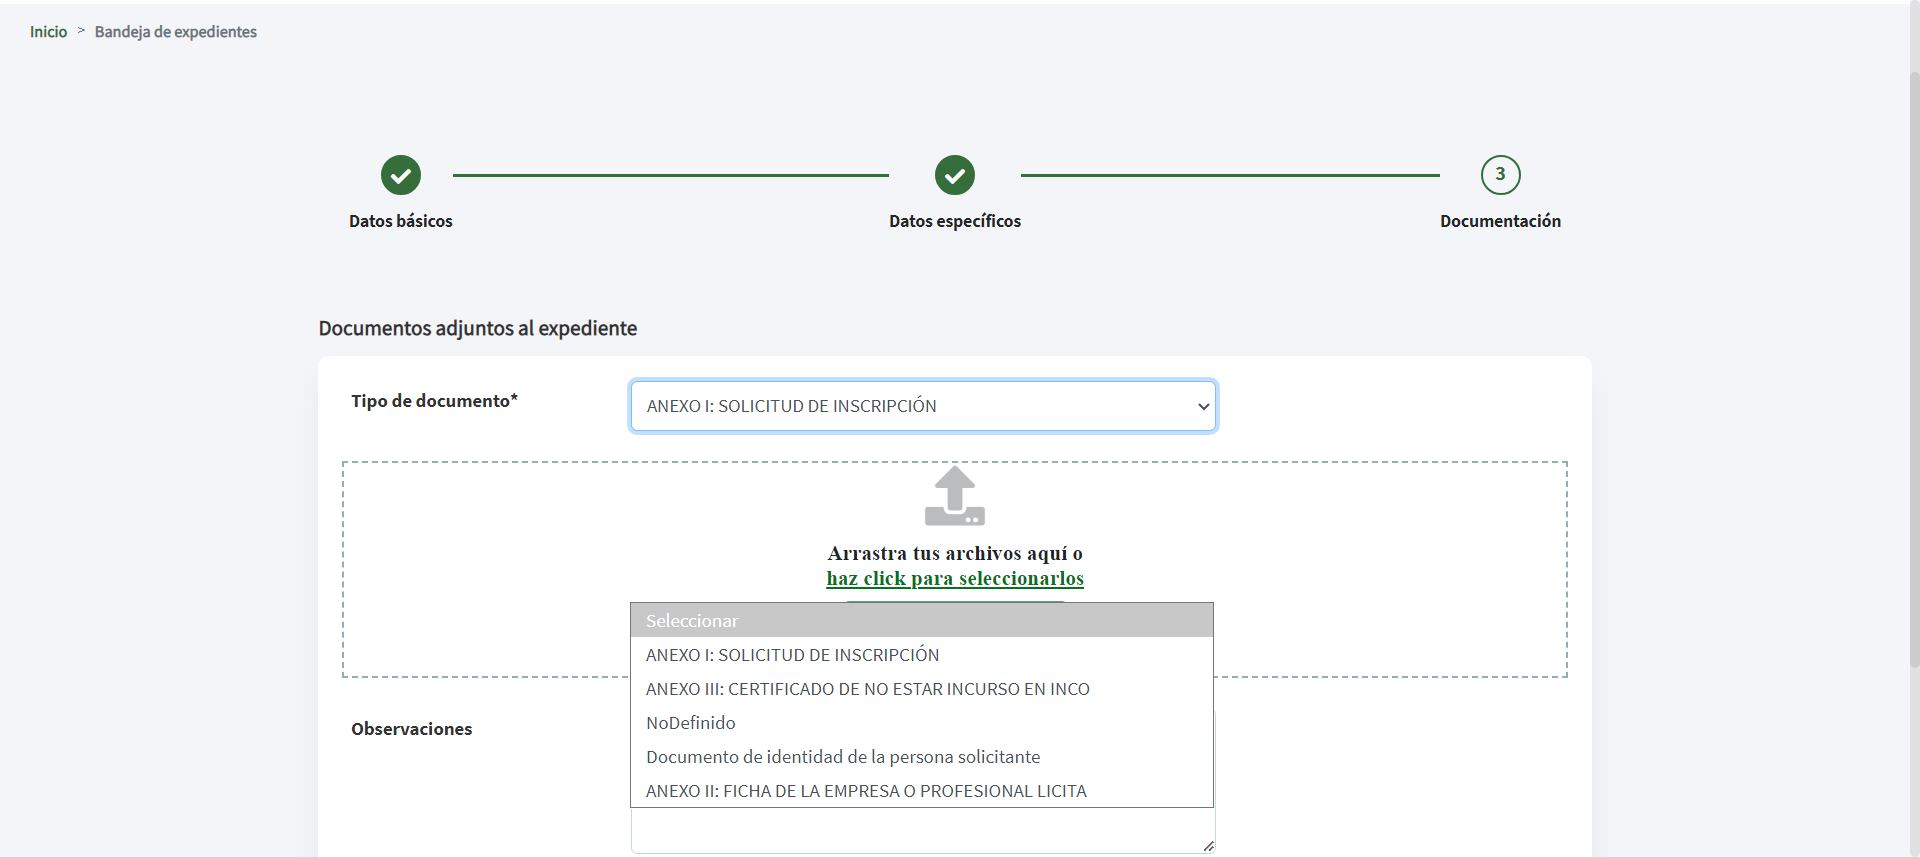 Inicio > Bandeja de expedientes
Datos básicos
Datos específicos
3
Documentación
Documentos adjuntos al expediente
Tipo de documento*
ANEXO I: SOLICITUD DE INSCRIPCIÓN
Arrastra tus archivos aquí o
haz click para seleccionarlos
Seleccionar
ANEXO I: SOLICITUD DE INSCRIPCIÓN
ANEXO III: CERTIFICADO DE NO ESTAR INCURSO EN INCO
NoDefinido
Documento de identidad de la persona solicitante
ANEXO II: FICHA DE LA EMPRESA O PROFESIONAL LICITA
Observaciones